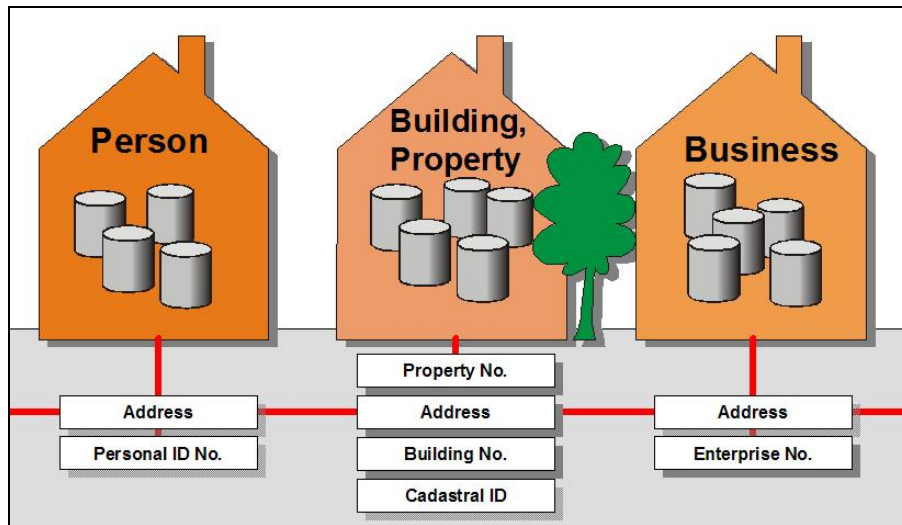 Person
Building,
Property
Business
Property No.
Address
Address
Address
Personal ID No.
Building No.
Enterprise No.
Cadastral ID